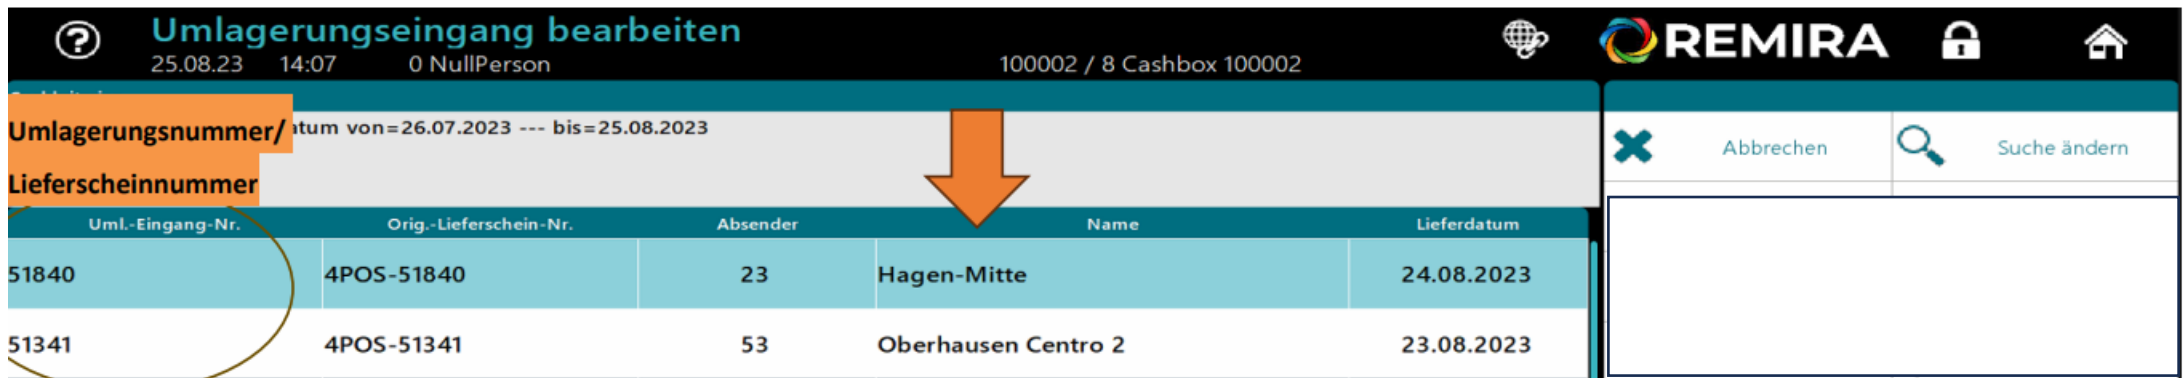 Umlagerungseingang bearbeiten
25.08.23 14:07 0 NullPerson 100002 / 8 Cashbox 100002
REMIRA
Umlagerungsnummer/
von=26.07.2023 --- bis=25.08.2023
Lieferscheinnummer
Abbrechen Suche ändern
Uml.-Eingang-Nr. Orig.-Lieferschein-Nr. Absender Name Lieferdatum
51840 4POS-51840 23 Hagen-Mitte 24.08.2023
51341 4POS-51341 53 Oberhausen Centro 2 23.08.2023